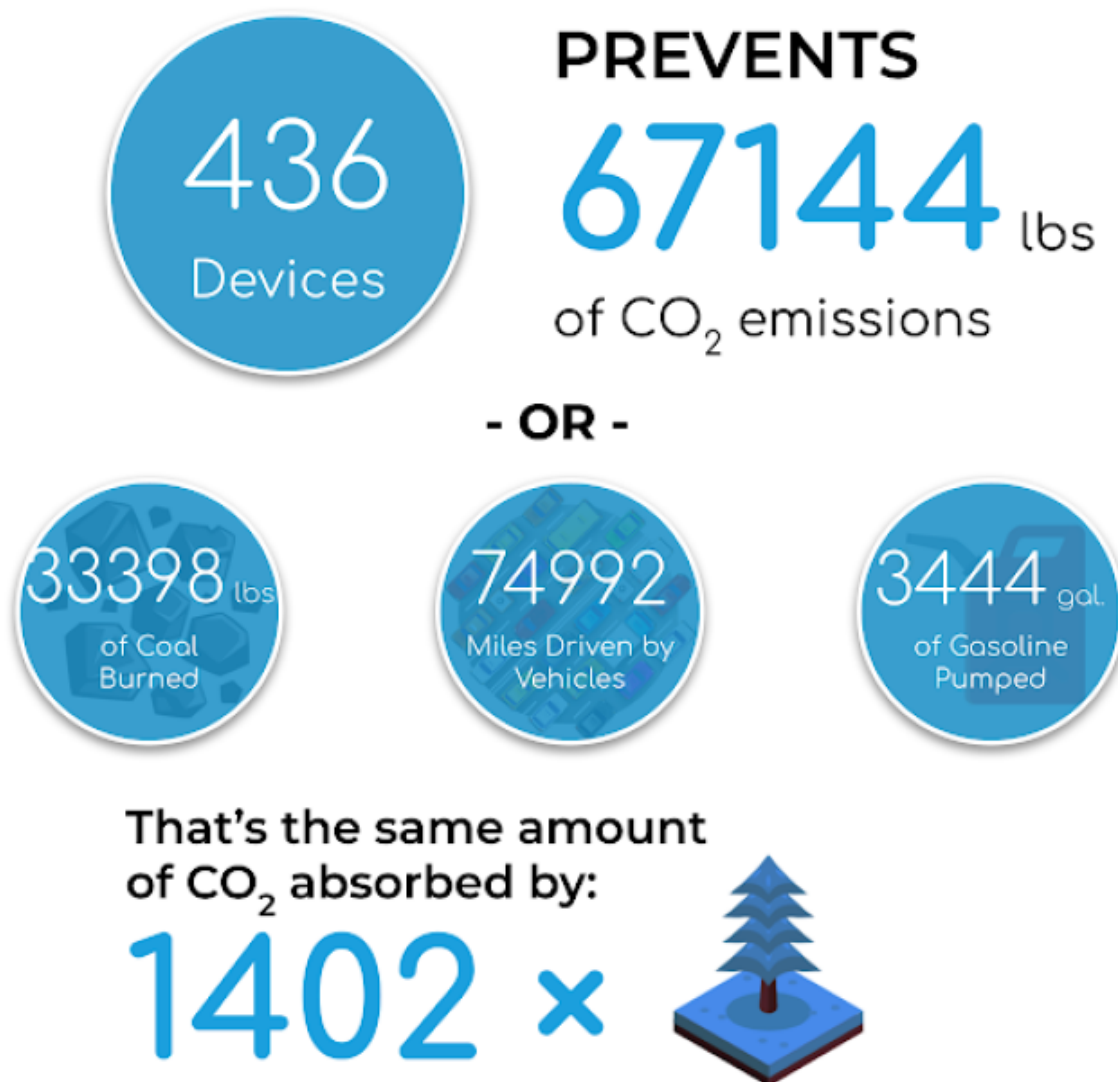 436
Devices
PREVENTS
67144 lbs
of CO₂ emissions
- OR -
33398 lbs
of Coal
Burned
74992
Miles Driven by
Vehicles
3444 gal.
of Gasoline
Pumped
That's the same amount
of CO₂ absorbed by:
1402 ×